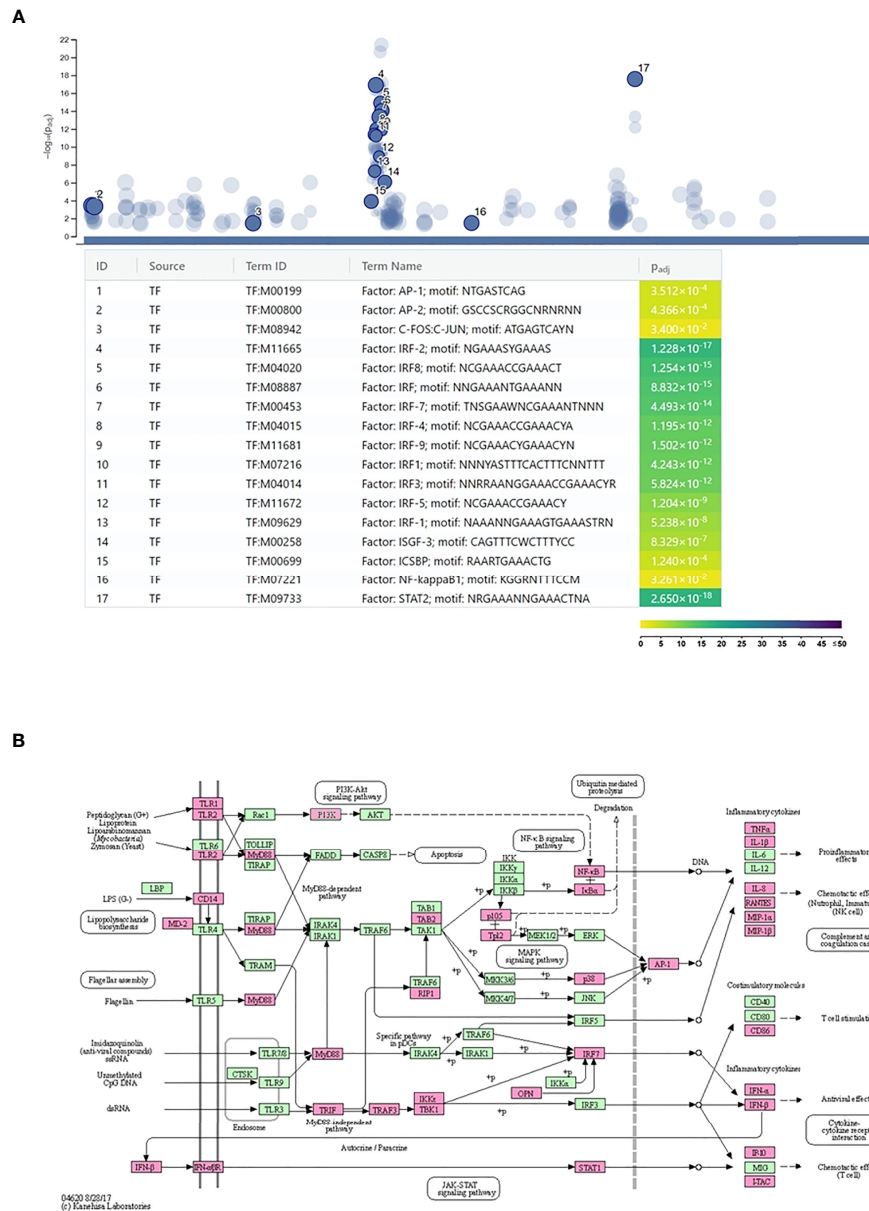 A
22
20
18
16
14
12
10
8
6
4
2
0
−log₁₀(p_adj)
2
3
4
5
6
8
12
13
14
15
16
17
ID Source Term ID Term Name p_adj
1 TF TF:M00199 Factor: AP-1; motif: NTGASTCAG 3.512×10⁻⁴
2 TF TF:M00800 Factor: AP-2; motif: GSCCSCRGGCNRNRNN 4.366×10⁻⁴
3 TF TF:M08942 Factor: C-FOS:C-JUN; motif: ATGAGTCAYN 3.400×10⁻²
4 TF TF:M11665 Factor: IRF-2; motif: NGAAASYGAAAS 1.228×10⁻¹⁷
5 TF TF:M04020 Factor: IRF8; motif: NCGAAACCGAAACT 1.254×10⁻¹⁵
6 TF TF:M08887 Factor: IRF; motif: NNGAAANTGAAANN 8.832×10⁻¹⁵
7 TF TF:M00453 Factor: IRF-7; motif: TNSGAAWNCGAAANTNNN 4.493×10⁻¹⁴
8 TF TF:M04015 Factor: IRF-4; motif: NCGAAACCGAAACYA 1.195×10⁻¹²
9 TF TF:M11681 Factor: IRF-9; motif: NCGAAACYGAAACYN 1.502×10⁻¹²
10 TF TF:M07216 Factor: IRF1; motif: NNNYASTTTCACTTTCNNTTT 4.243×10⁻¹²
11 TF TF:M04014 Factor: IRF3; motif: NNRRAANGGAAACCGAAACYR 5.824×10⁻¹²
12 TF TF:M11672 Factor: IRF-5; motif: NCGAAACCGAAACY 1.204×10⁻⁹
13 TF TF:M09629 Factor: IRF-1; motif: NAAANNGAAAGTGAAASTRN 5.238×10⁻⁸
14 TF TF:M00258 Factor: ISGF-3; motif: CAGTTTCWCTTTYCC 8.329×10⁻⁷
15 TF TF:M00699 Factor: ICSBP; motif: RAARTGAAACTG 1.240×10⁻⁴
16 TF TF:M07221 Factor: NF-kappaB1; motif: KGGRNTTTCCM 3.261×10⁻²
17 TF TF:M09733 Factor: STAT2; motif: NRGAAANNGAAACTNA 2.650×10⁻¹⁸
0 5 10 15 20 25 30 35 40 45 ≤50
B
PI3K-Akt
signaling pathway
Ubiquitin mediated
proteolysis
Degradation
Peptidoglycan (G+)
Lipoprotein
Lipoarabinomannan
(Mycobacteria)
Zymosan (Yeast)
TLR1
TLR2
Rac1
PI3K
AKT
TLR6
TLR2
TOLLIP
MyD88
TIRAP
FADD
CASP8
Apoptosis
NF-κB signaling
pathway
IKK
IKKγ
IKKα
IKKβ
+p
NF-κB
IκBα
+p
DNA
Inflammatory cytokines
TNFα
IL-1β
IL-6
IL-12
Proinflam
effects
IL-8
RANTES
MIP-1α
MIP-1β
Chemotactic effe
(Nutrophil, Immat
(NK cell)
Complement an
coagulation casc
LBP
LPS (G-)
CD14
MyD88-dependent
pathway
Lipopolysaccharide
biosynthesis
MD-2
TLR4
TIRAP
MyD88
IRAK4
IRAK1
TRAF6
TAB1
TAB2
TAK1
+p
p105
Tpl2
+p
MEK1/2
+p
ERK
MAPK
signaling pathway
AP-1
TRAM
Flagellar assembly
Flagellin
TLR5
MyD88
TRAF6
RIP1
+p
MKK3/6
+p
p38
+p
MKK4/7
+p
JNK
+p
IRF5
Costimulatory molecules
CD40
CD80
CD86
T cell stimulatio
Imidazoquinolin
(anti-viral compounds)
ssRNA
Unmethylated
CpG DNA
dsRNA
TLR7/8
CTSK
TLR9
TLR3
Endosome
MyD88
Specific pathway
in pDCs
IRAK4
TRAF6
IRAK1
+p
IRF7
IKKα
OPN
TRIF
TRAF3
IKKε
TBK1
+p
+p
IRF3
MyD88-independent
pathway
Inflammatory cytokines
IFN-α
IFN-β
Antiviral effect
Cytokine-
cytokine recep
interaction
Autocrine / Paracrine
IFN-β
IFN-αβR
STAT1
IP10
MIG
I-TAC
Chemotactic effe
(T cell)
JAK-STAT
signaling pathway
04620 8/28/17
(c) Kanehisa Laboratories